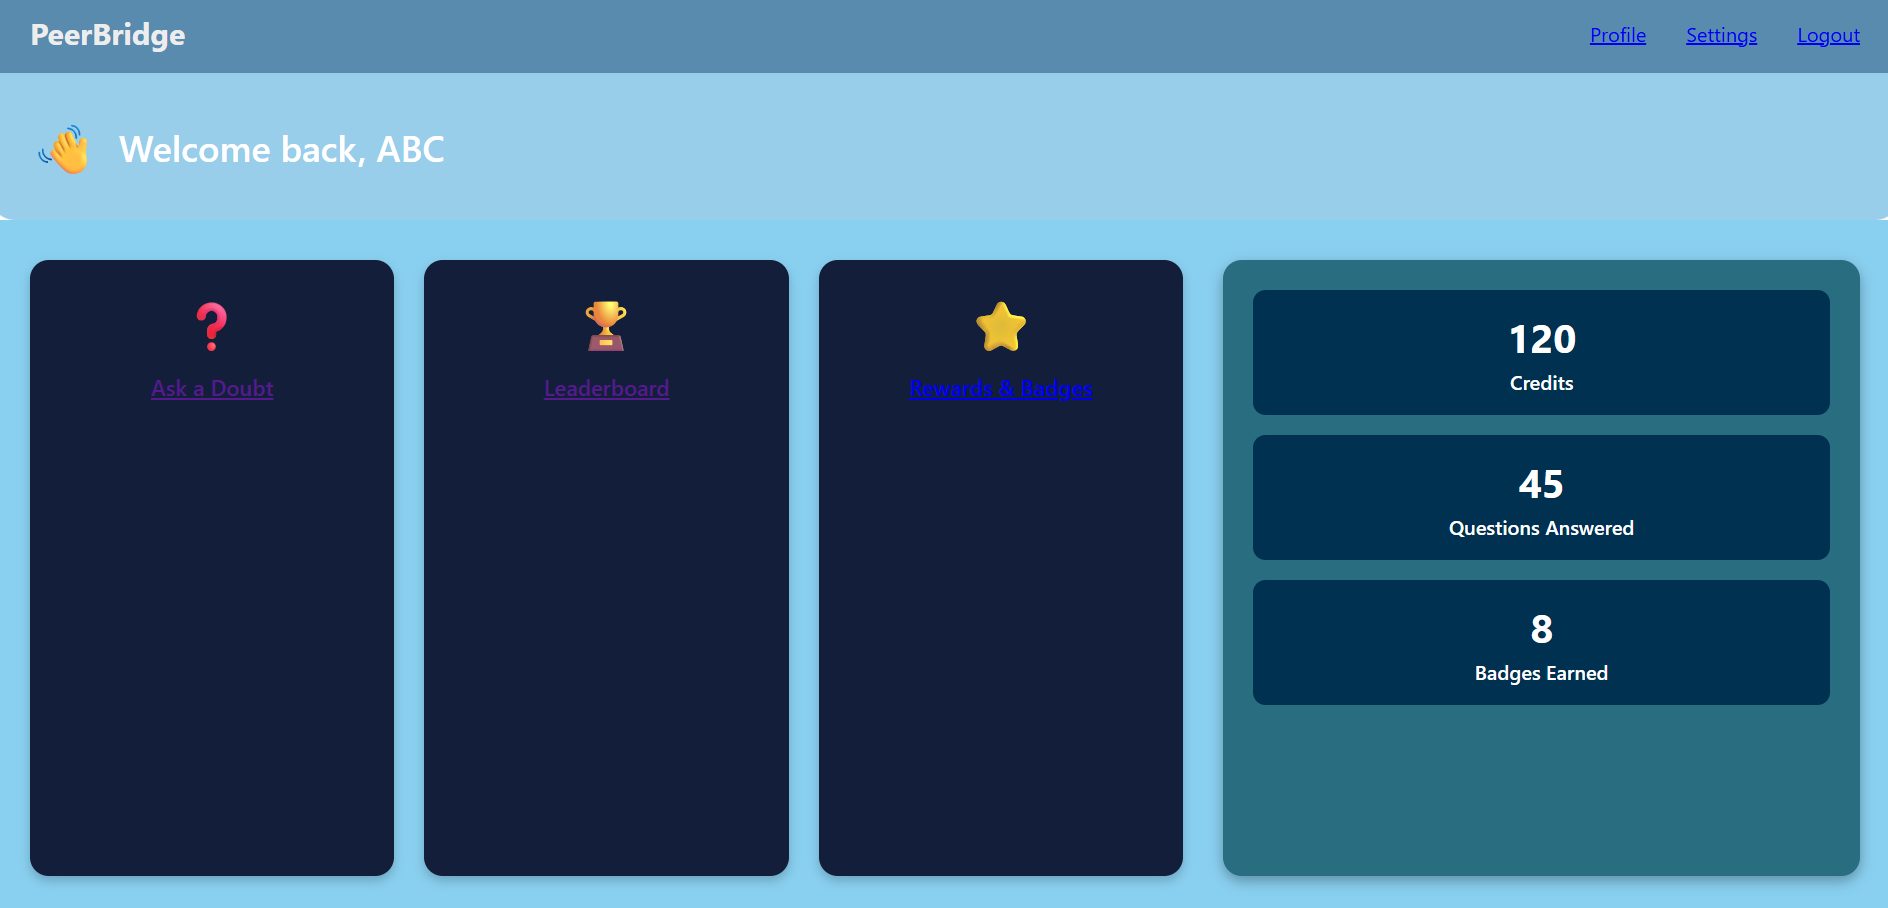 PeerBridge
Profile Settings Logout
Welcome back, ABC
Ask a Doubt
Leaderboard
Rewards & Badges
120
Credits
45
Questions Answered
8
Badges Earned